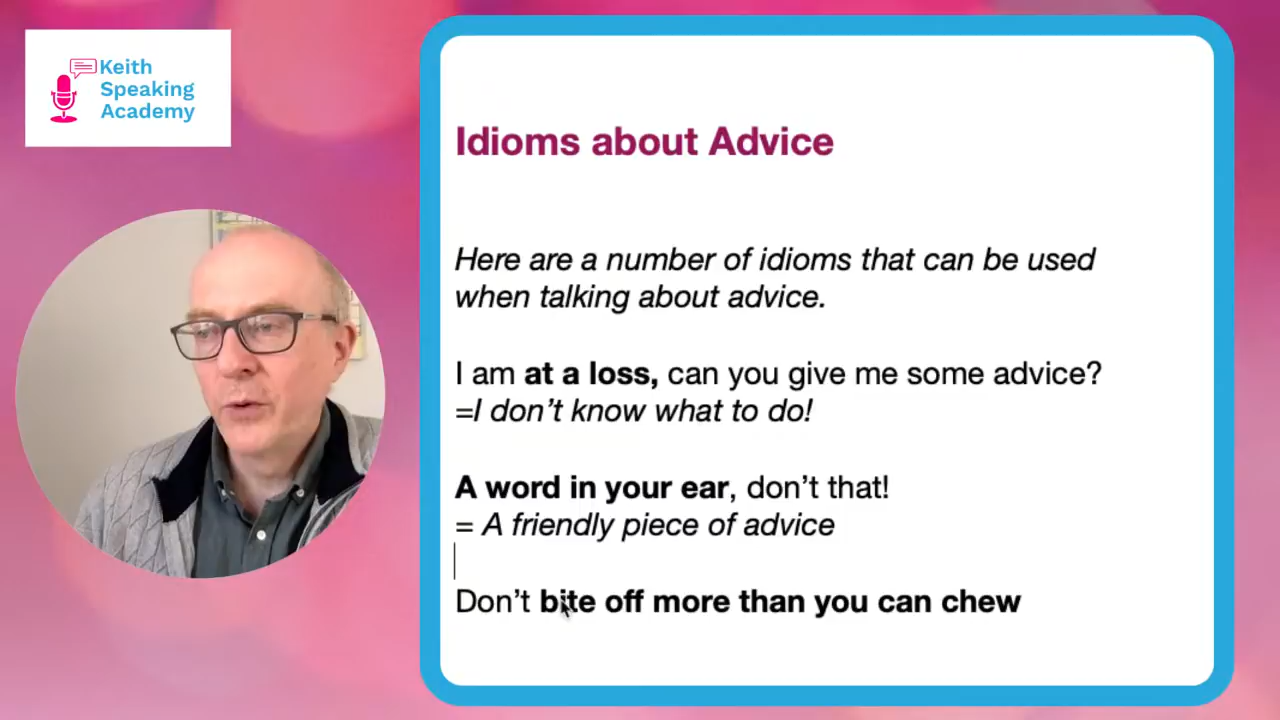 Keith
Speaking
Academy
Idioms about Advice
Here are a number of idioms that can be used
when talking about advice.
I am at a loss, can you give me some advice?
=I don’t know what to do!
A word in your ear, don’t that!
= A friendly piece of advice
Don’t bite off more than you can chew